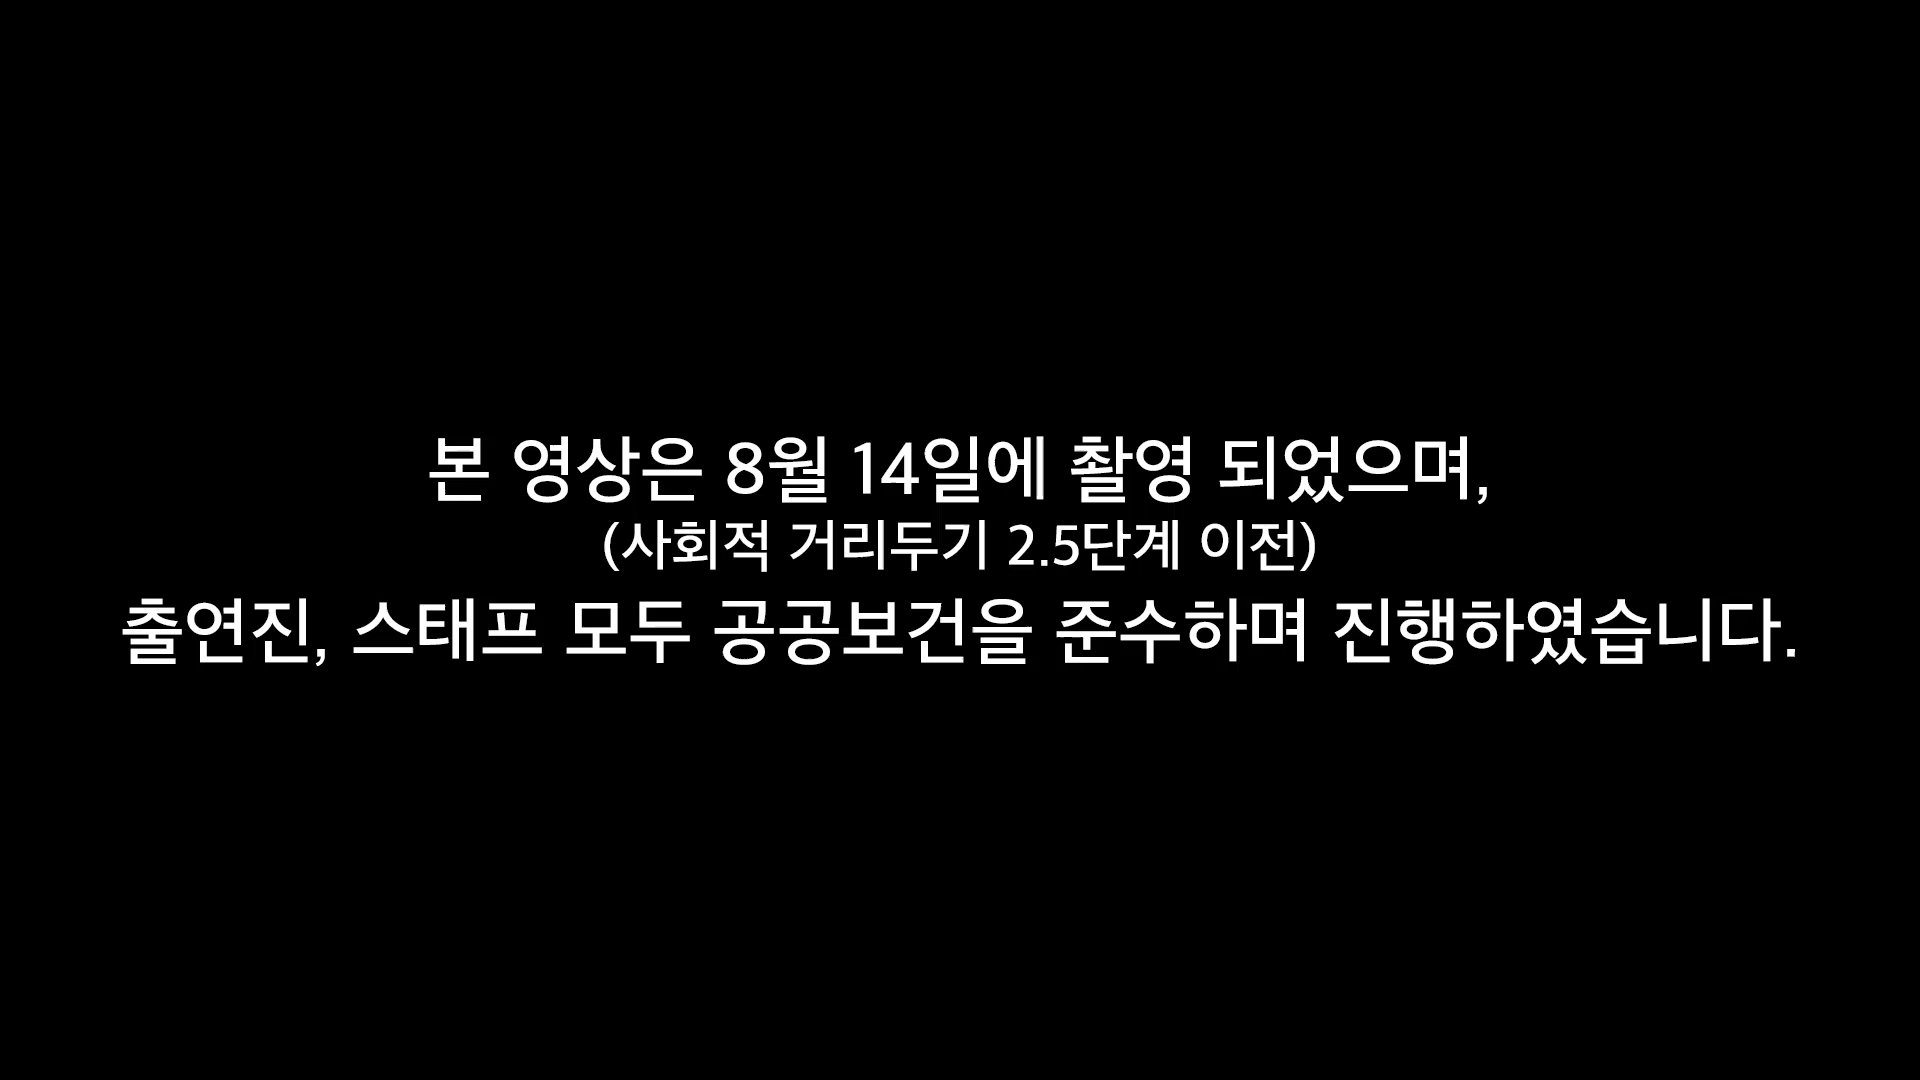 본 영상은 8월 14일에 촬영 되었으며,
(사회적 거리두기 2.5단계 이전)
출연진, 스태프 모두 공공보건을 준수하며 진행하였습니다.